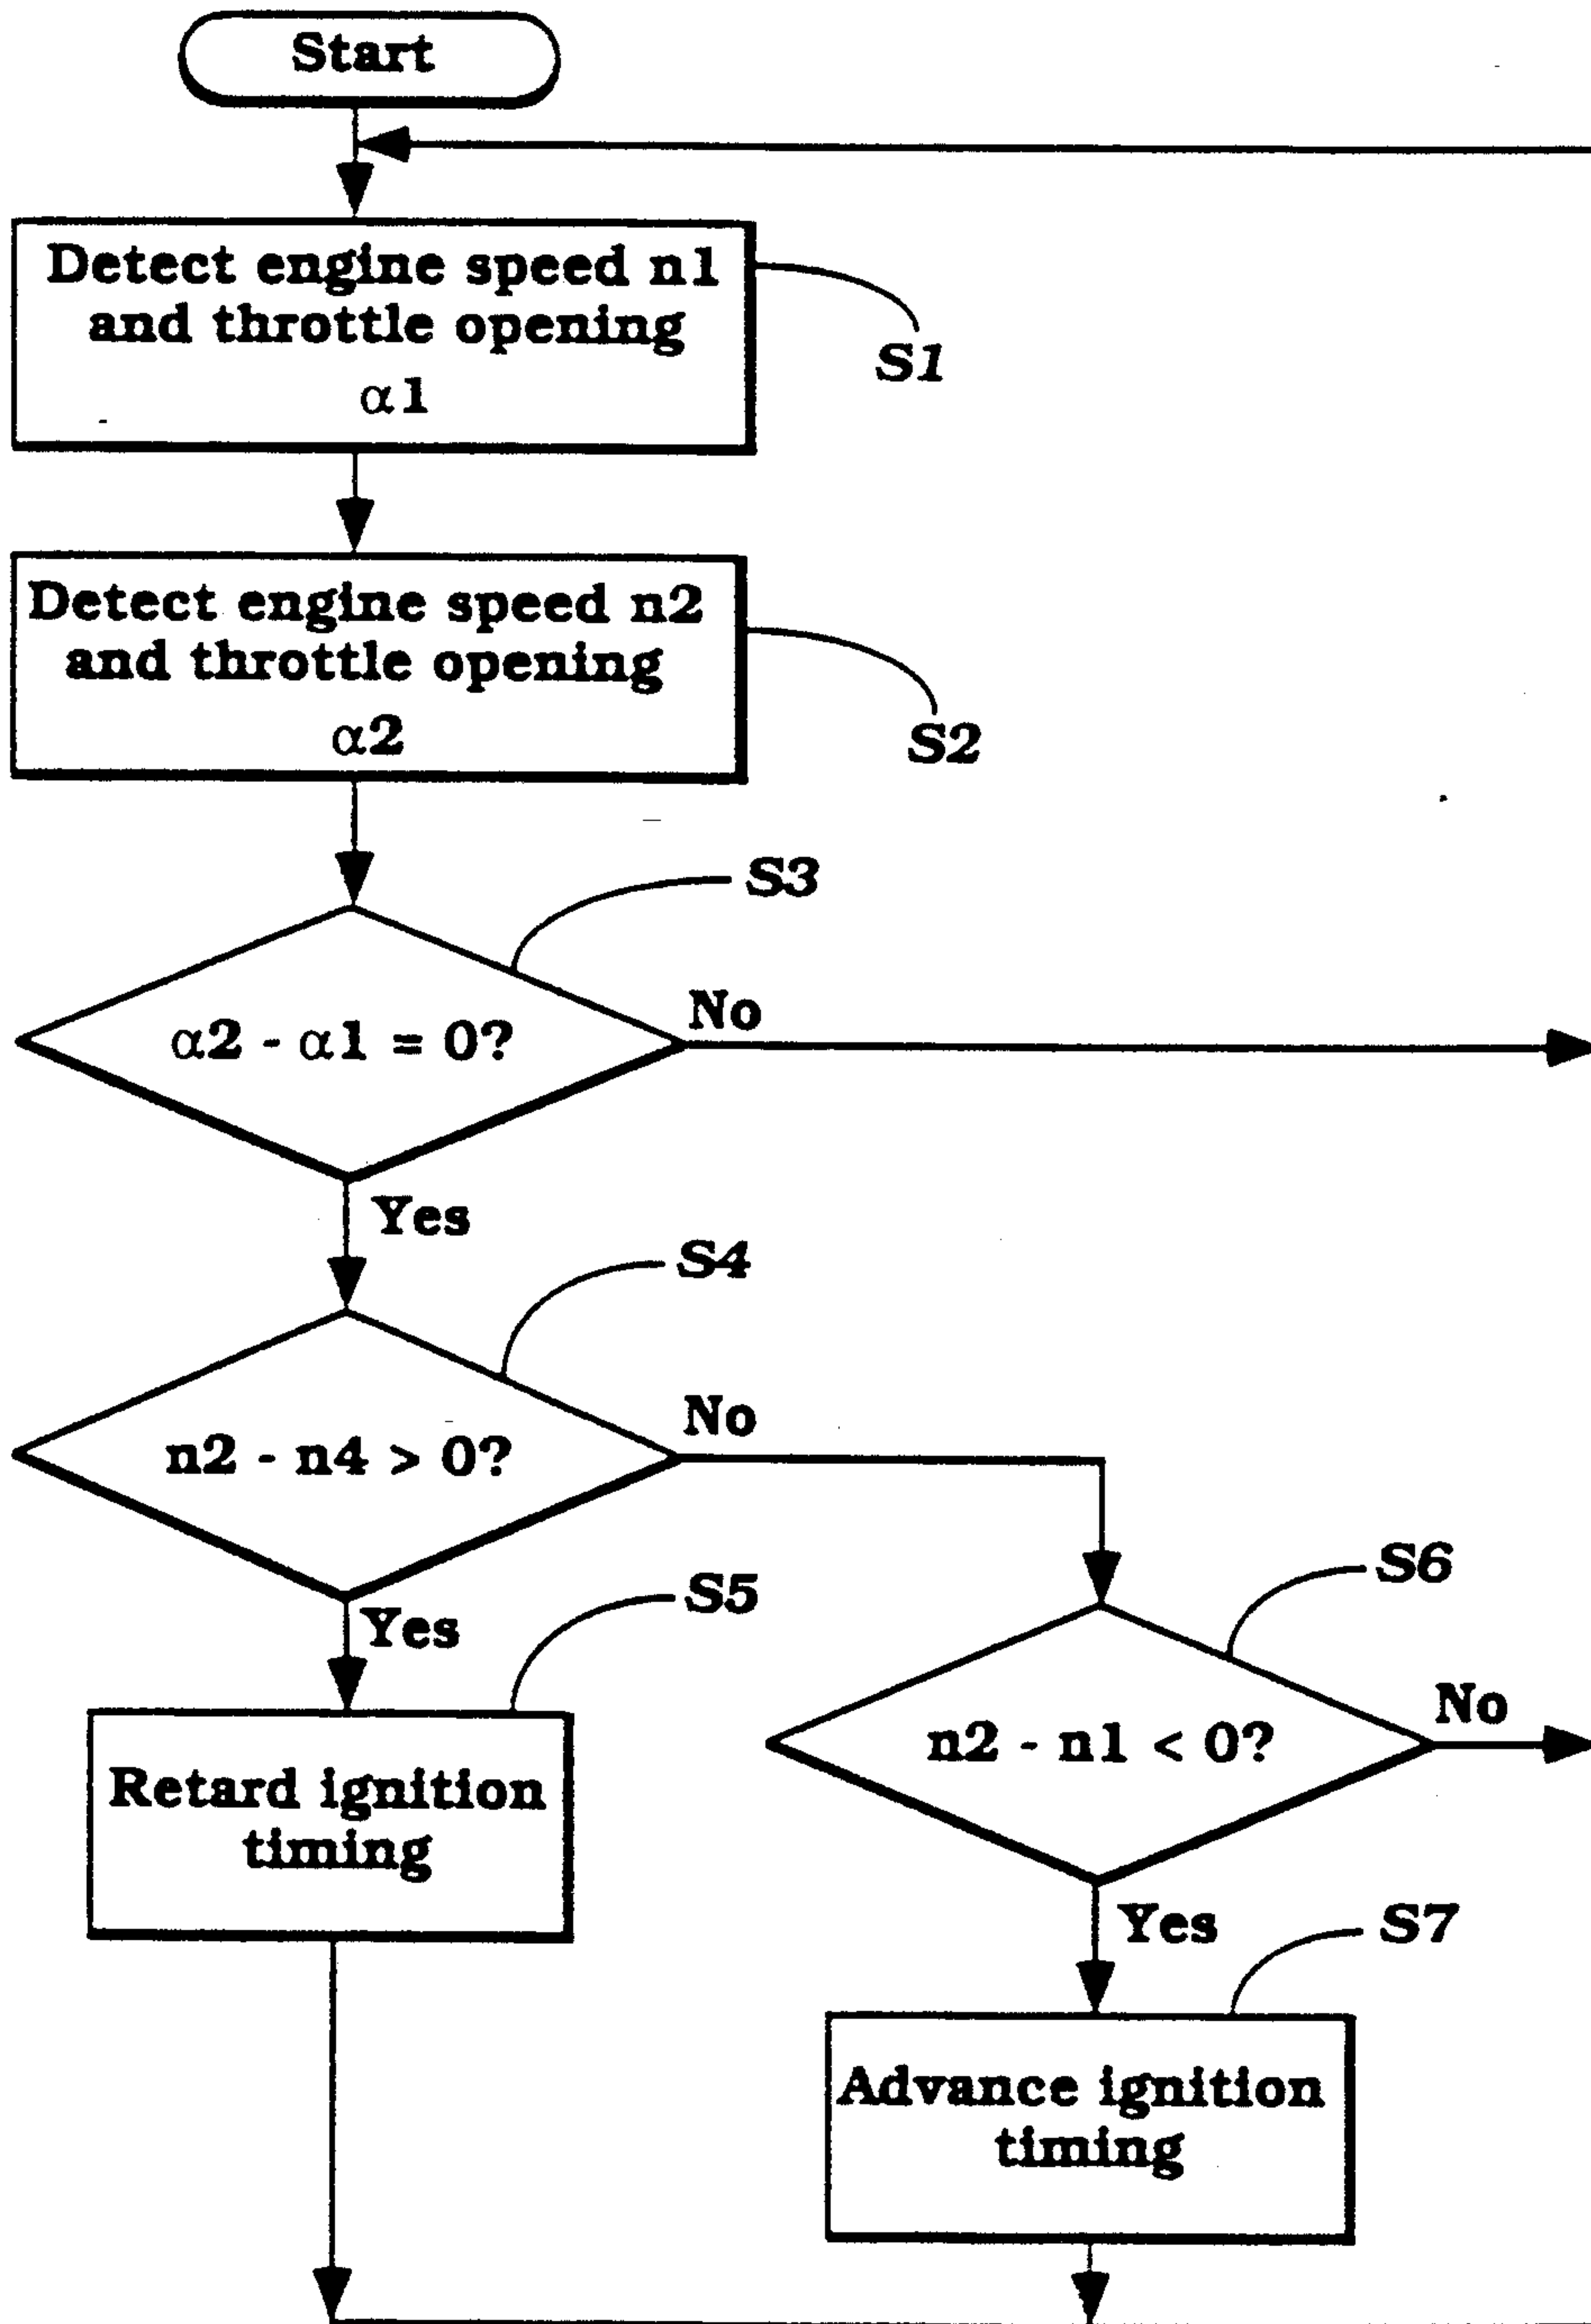 Start
Detect engine speed n1
and throttle opening
α1
S1
Detect engine speed n2
and throttle opening
α2
S2
S3
α2 - α1 = 0?
No
Yes
S4
n2 - n4 > 0?
No
Yes
S5
S6
Retard ignition
timing
n2 - n1 < 0?
No
Yes
S7
Advance ignition
timing